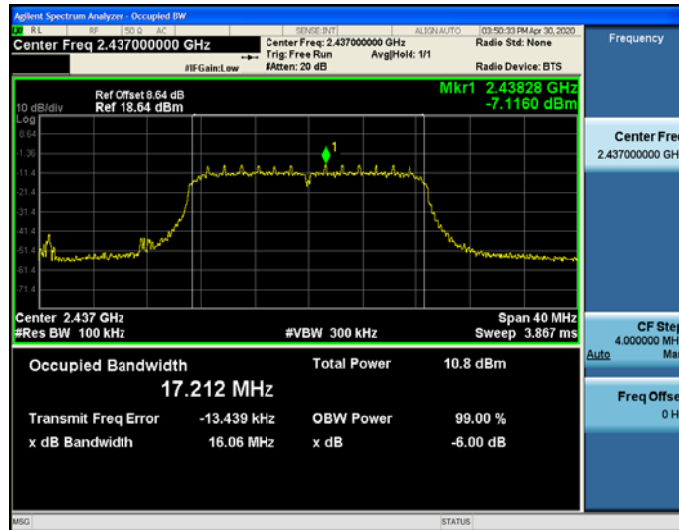 Agilent Spectrum Analyzer - Occupied BW
RL RF 50 Ω AC SENSE:INT ALIGN AUTO 03:50:33 PM Apr 30, 2020
Center Freq 2.437000000 GHz
Center Freq: 2.437000000 GHz
Radio Std: None
Trig: Free Run Avg|Hold: 1/1
#IFGain:Low #Atten: 20 dB Radio Device: BTS
Frequency
Mkr1 2.43828 GHz
-7.1160 dBm
Ref Offset 8.64 dB
10 dB/div Ref 18.64 dBm
Log
8.64
-1.36
-11.4
-21.4
-31.4
-41.4
-51.4
-61.4
-71.4
1
Center 2.437 GHz Span 40 MHz
#Res BW 100 kHz #VBW 300 kHz Sweep 3.867 ms
Occupied Bandwidth Total Power 10.8 dBm
17.212 MHz
Transmit Freq Error -13.439 kHz OBW Power 99.00 %
x dB Bandwidth 16.06 MHz x dB -6.00 dB
Center Fre
2.437000000 GH
CF Step
4.000000 MH
Auto Ma
Freq Offse
0 H
MSG STATUS